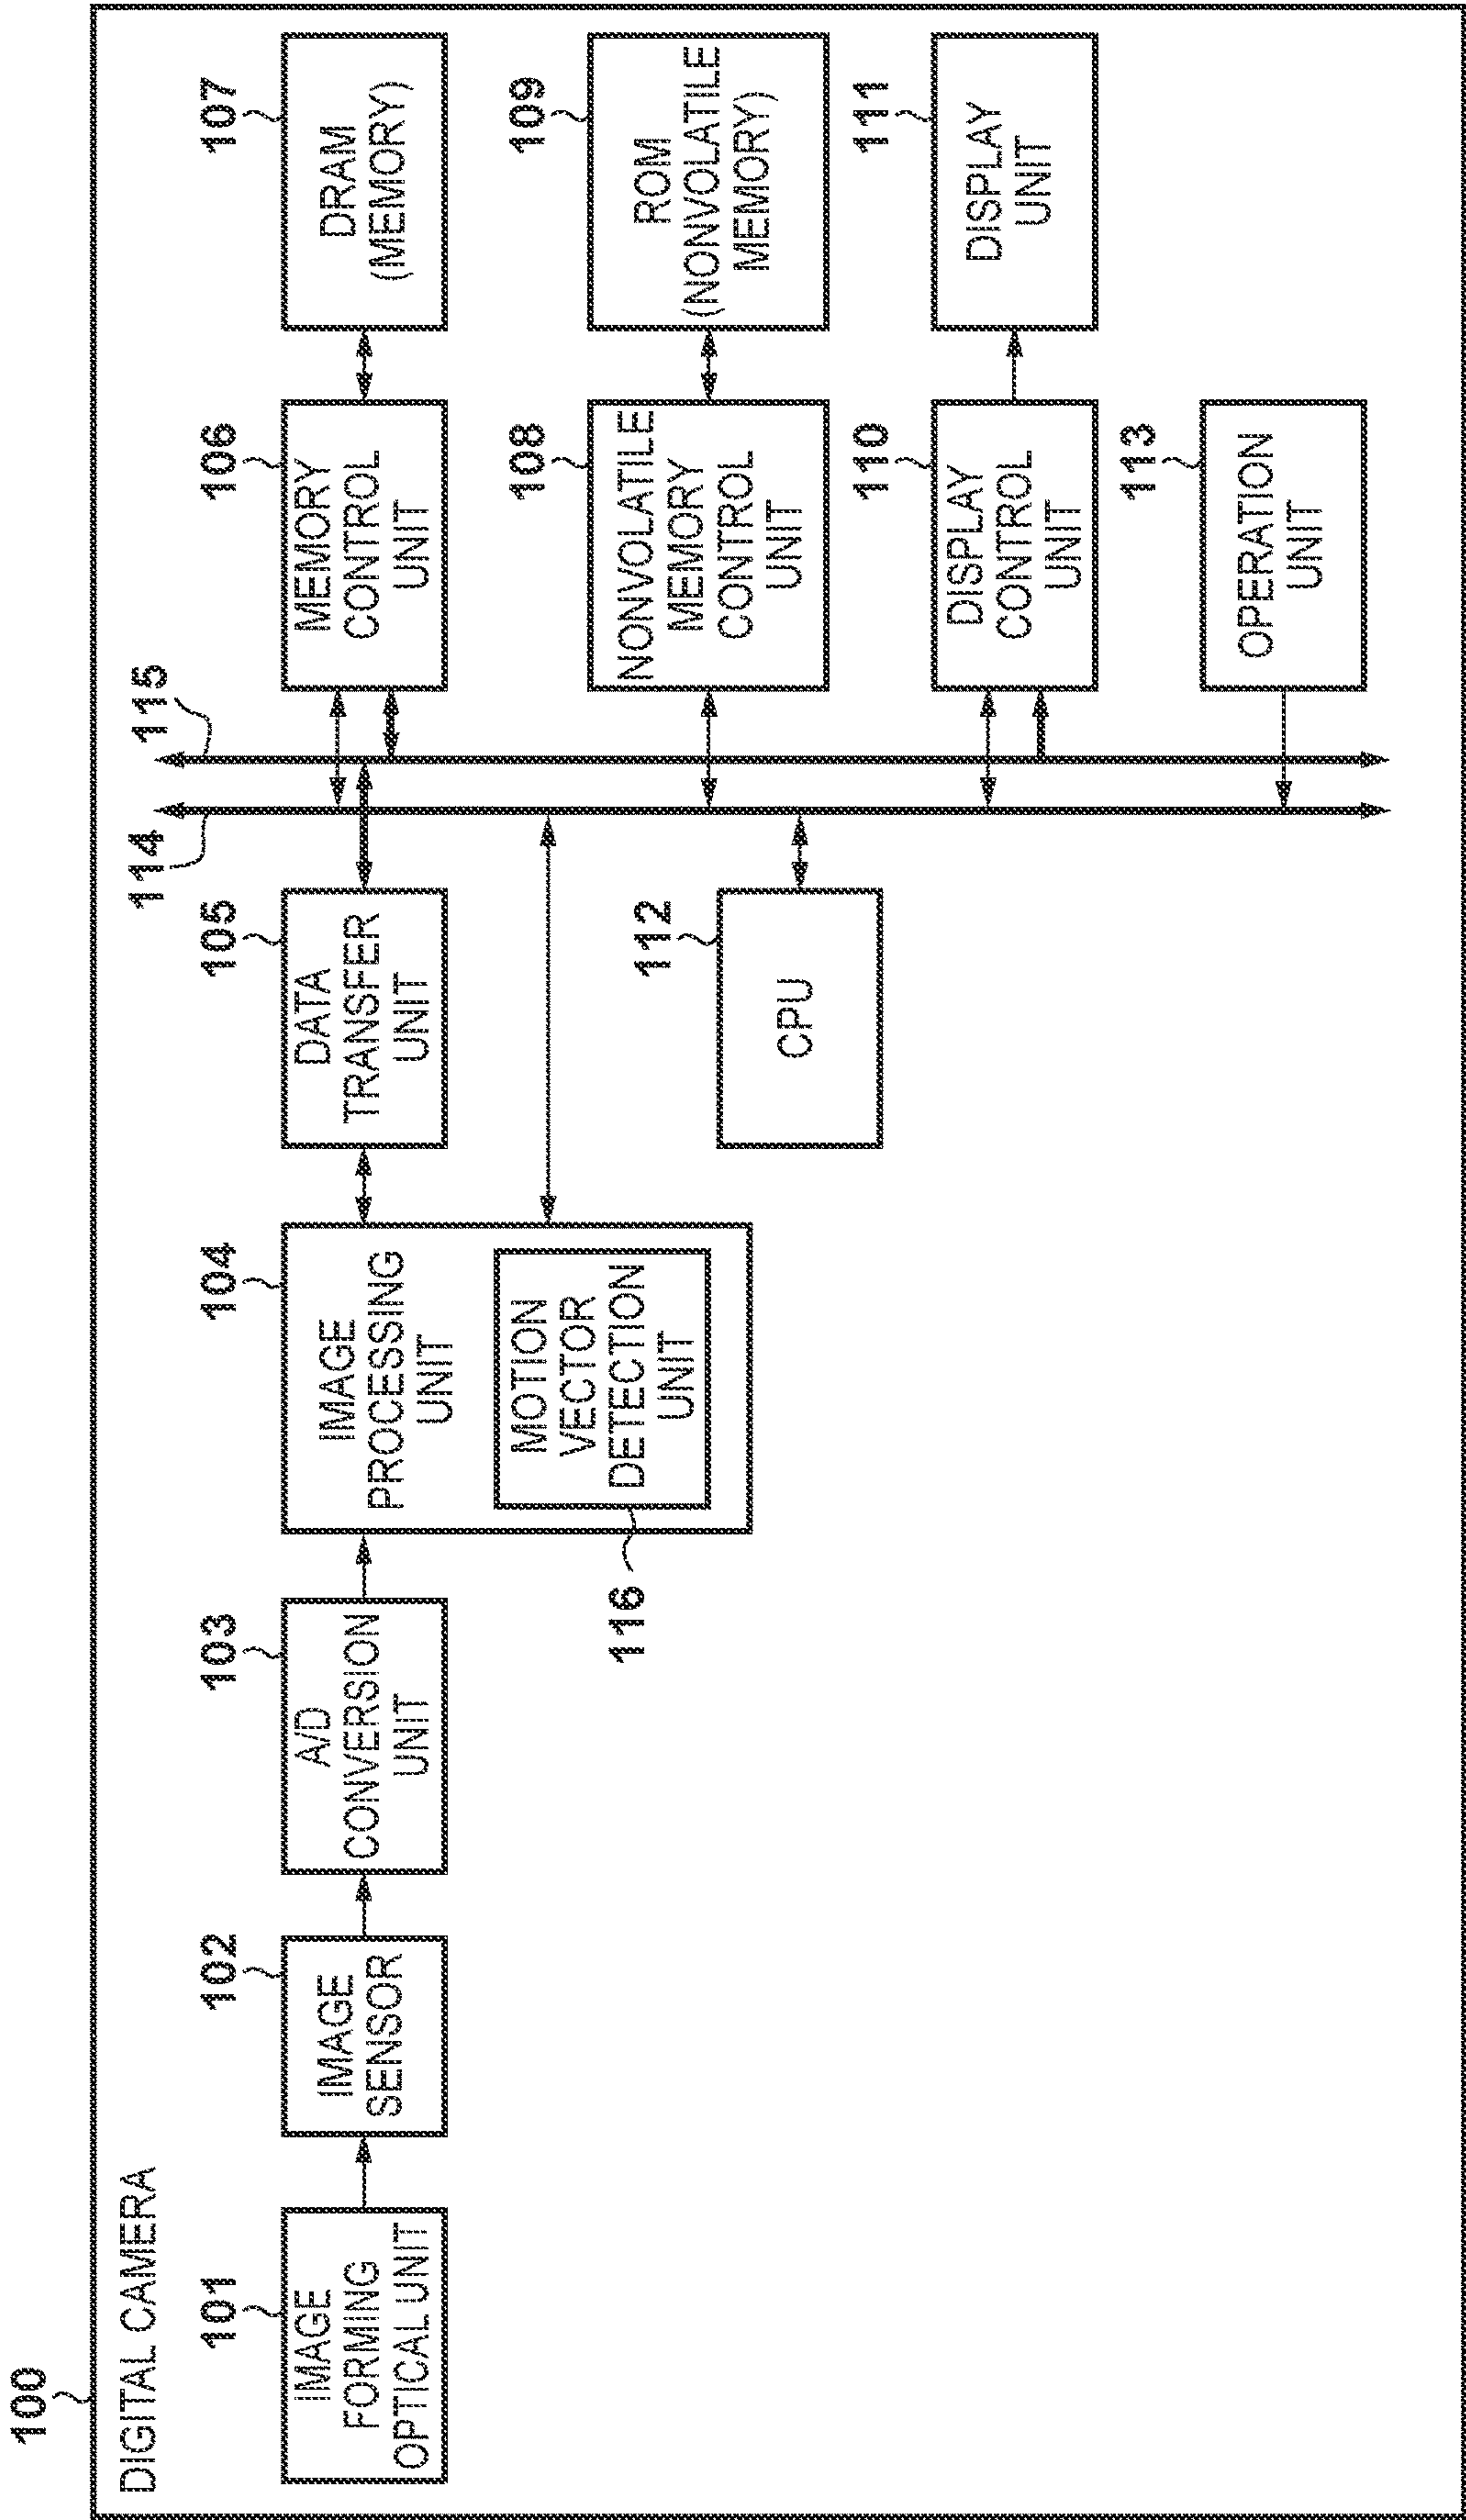 100
DIGITAL CAMERA
101
IMAGE
FORMING
OPTICAL UNIT
102
IMAGE
SENSOR
103
A/D
CONVERSION
UNIT
104
IMAGE
PROCESSING
UNIT
116
MOTION
VECTOR
DETECTION
UNIT
105
DATA
TRANSFER
UNIT
112
CPU
114
115
106
MEMORY
CONTROL
UNIT
107
DRAM
(MEMORY)
108
NONVOLATILE
MEMORY
CONTROL
UNIT
109
ROM
(NONVOLATILE
MEMORY)
110
DISPLAY
CONTROL
UNIT
111
DISPLAY
UNIT
113
OPERATION
UNIT